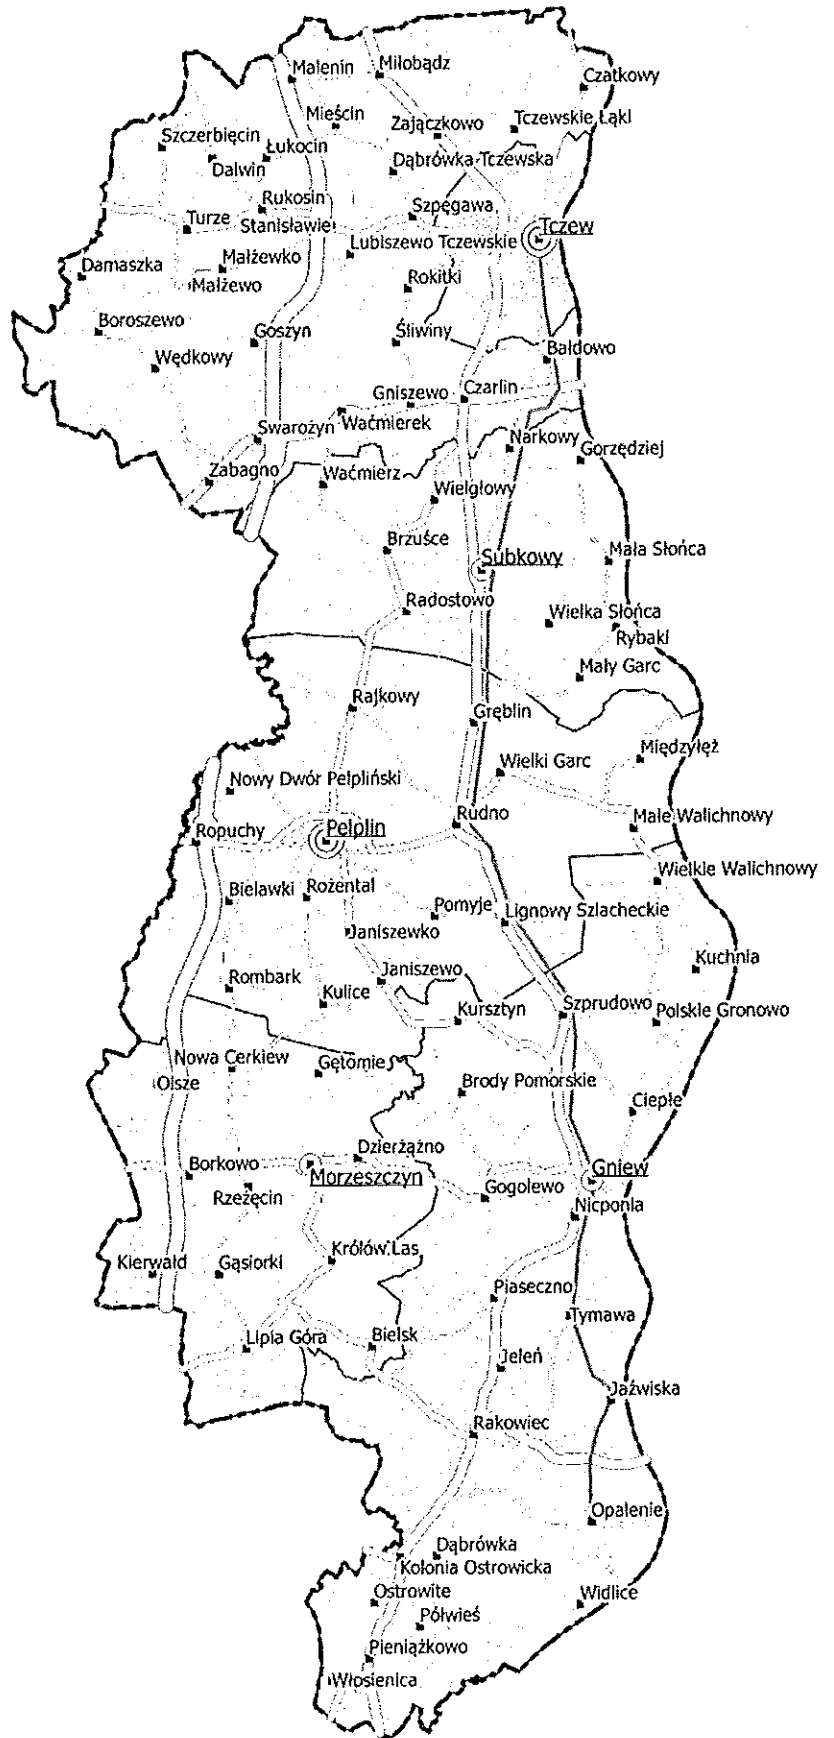 Malenin
Miłobądz
Czatkowy
Mieścin
Zajączkowo
Tczewskie Łąki
Szczerbięcin
Łukocin
Dalwin
Dąbrówka Tczewska
Rukosin
Szpęgawa
Turze
Stanisławie
Tczew
Lubiszewo Tczewskie
Małżewko
Damaszka
Rokitki
Małżewo
Boroszewo
Goszyn
Śliwiny
Bałdowo
Wędkowy
Gniszewo
Czarlin
Waćmierek
Swarożyn
Narkowy
Gorzędziej
Zabagno
Waćmierz
Wielgłowy
Brzuśce
Subkowy
Mała Słońca
Radostowo
Wielka Słońca
Rybaki
Mały Garc
Rajkowy
Gręblin
Międzyłęż
Wielki Garc
Nowy Dwór Pelpliński
Rudno
Małe Walichnowy
Ropuchy
Pelplin
Wielkie Walichnowy
Bielawki
Rożental
Pomyje
Lignowy Szlacheckie
Janiszewko
Kuchnia
Rombark
Janiszewo
Kulice
Kursztyn
Szprudowo
Polskie Gronowo
Nowa Cerkiew
Gętomie
Olsze
Brody Pomorskie
Ciepłe
Dzierżążno
Borkowo
Morzeszczyn
Gniew
Rzeżęcin
Gogolewo
Nicponia
Kierwałd
Gąsiorki
Królów Las
Piaseczno
Tymawa
Lipia Góra
Bielsk
Jeleń
Jaźwiska
Rakowiec
Opalenie
Dąbrówka
Kolonia Ostrowicka
Ostrowite
Widlice
Półwieś
Pieniążkowo
Włosienica